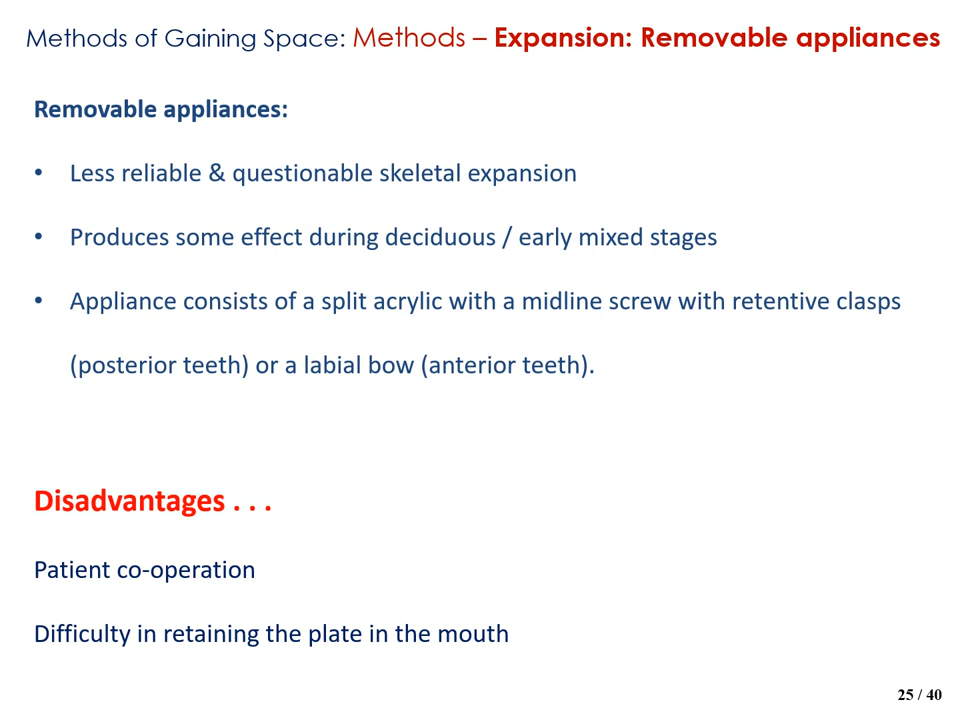 Methods of Gaining Space: Methods – Expansion: Removable appliances
Removable appliances:
• Less reliable & questionable skeletal expansion
• Produces some effect during deciduous / early mixed stages
• Appliance consists of a split acrylic with a midline screw with retentive clasps
(posterior teeth) or a labial bow (anterior teeth).
Disadvantages . . .
Patient co-operation
Difficulty in retaining the plate in the mouth
25 / 40